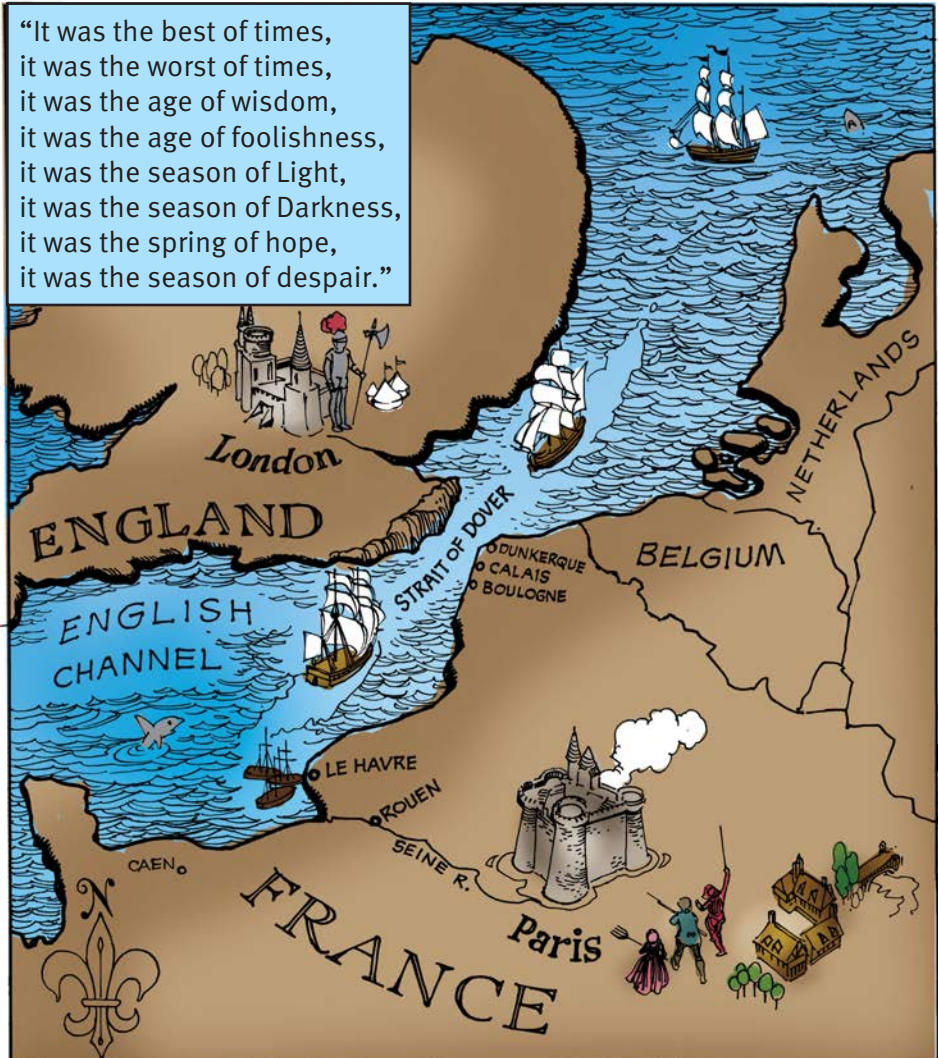 “It was the best of times,
it was the worst of times,
it was the age of wisdom,
it was the age of foolishness,
it was the season of Light,
it was the season of Darkness,
it was the spring of hope,
it was the season of despair.”
London
ENGLAND
NETHERLANDS
BELGIUM
STRAIT OF DOVER
DUNKERQUE
CALAIS
BOULOGNE
ENGLISH
CHANNEL
LE HAVRE
ROUEN
SEINE R.
CAEN
N
FRANCE
Paris